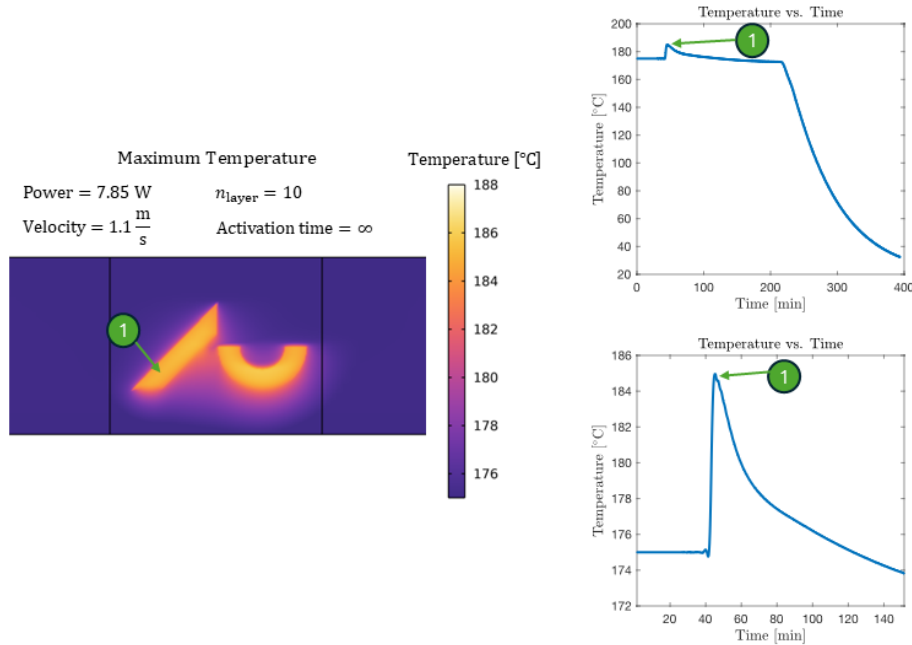 Maximum Temperature
Power = 7.85 W
n_layer = 10
Velocity = 1.1 m/s
Activation time = ∞
1
Temperature [°C]
188
186
184
182
180
178
176
Temperature vs. Time
200
180
160
140
120
100
80
60
40
20
Temperature [°C]
1
0 100 200 300 400
Time [min]
Temperature vs. Time
186
184
182
180
178
176
174
172
Temperature [°C]
1
20 40 60 80 100 120 140
Time [min]